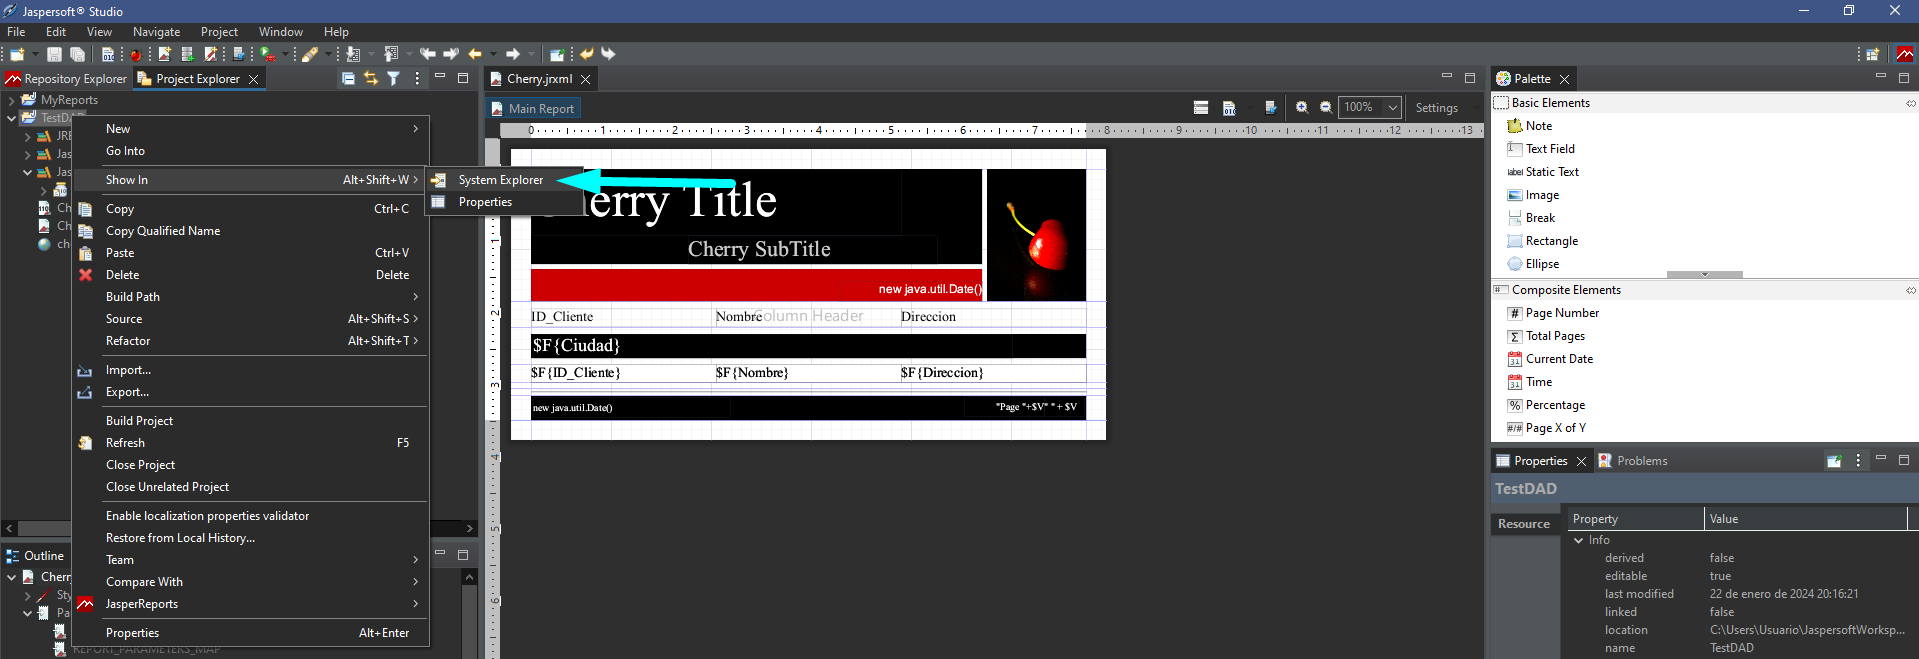 Jaspersoft® Studio
File Edit View Navigate Project Window Help
Repository Explorer Project Explorer
MyReports
TestDAD
JRE
Jas
Jas
Ch
Ch
ch
New
Go Into
Show In Alt+Shift+W
Copy Ctrl+C
Copy Qualified Name
Paste Ctrl+V
Delete Delete
Build Path
Source Alt+Shift+S
Refactor Alt+Shift+T
Import...
Export...
Build Project
Refresh F5
Close Project
Close Unrelated Project
Enable localization properties validator
Restore from Local History...
Team
Compare With
JasperReports
Properties Alt+Enter
System Explorer
Properties
Outline
Cherry
Sty
Pa
REPORT_PARAMETERS_MAP
Cherry.jrxml
Main Report
100%
Settings
0 1 2 3 4 5 6 7 8 9 10 11 12 13
1
2
3
4
5
6
erry Title
Cherry SubTitle
new java.util.Date()
ID_Cliente Nombre Column Header Direccion
$F{Ciudad}
$F{ID_Cliente} $F{Nombre} $F{Direccion}
new java.util.Date() "Page "+$V" " + $V
Palette
Basic Elements
Note
Text Field
label Static Text
Image
Break
Rectangle
Ellipse
Composite Elements
# Page Number
Σ Total Pages
Current Date
Time
% Percentage
#/# Page X of Y
Properties Problems
TestDAD
Resource
Property Value
Info
derived false
editable true
last modified 22 de enero de 2024 20:16:21
linked false
location C:\Users\Usuario\JaspersoftWorksp...
name TestDAD